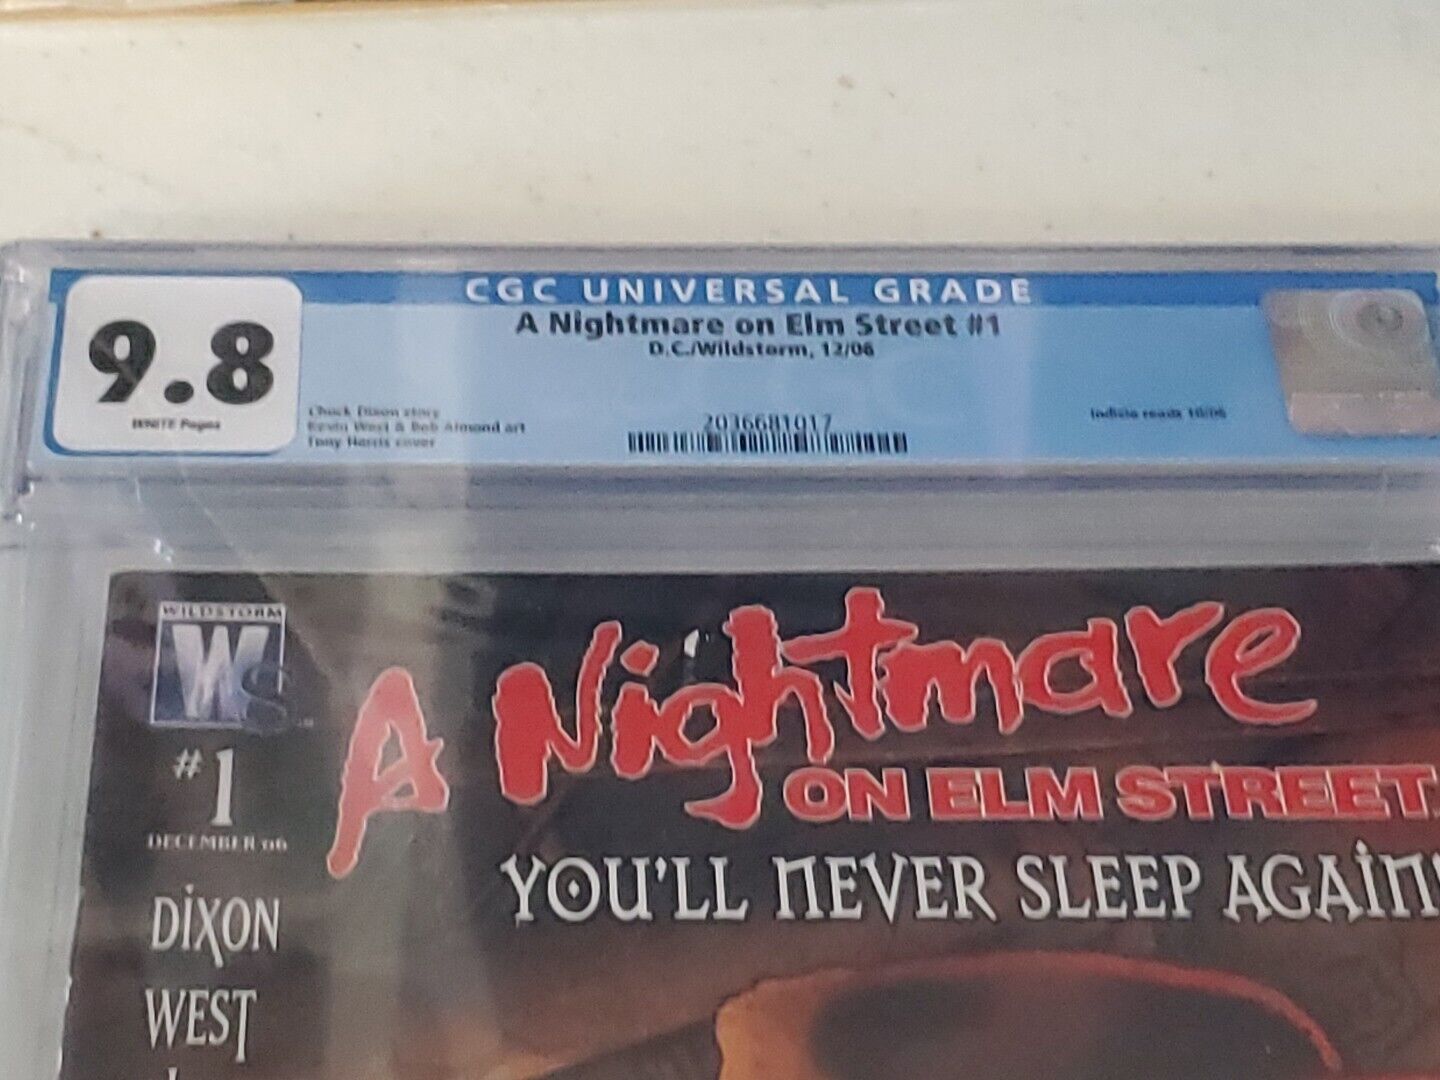 CGC UNIVERSAL GRADE
9.8
WHITE Pages
A Nightmare on Elm Street #1
D.C./Wildstorm, 12/06
Chuck Dixon story
Kevin West & Bob Almond art
Tony Harris cover
2036681017
Indicia reads 10/06
WILDSTORM
WS
#1
DECEMBER '06
A NIGHTMARE
ON ELM STREET
YOU'LL NEVER SLEEP AGAIN!
DIXON
WEST